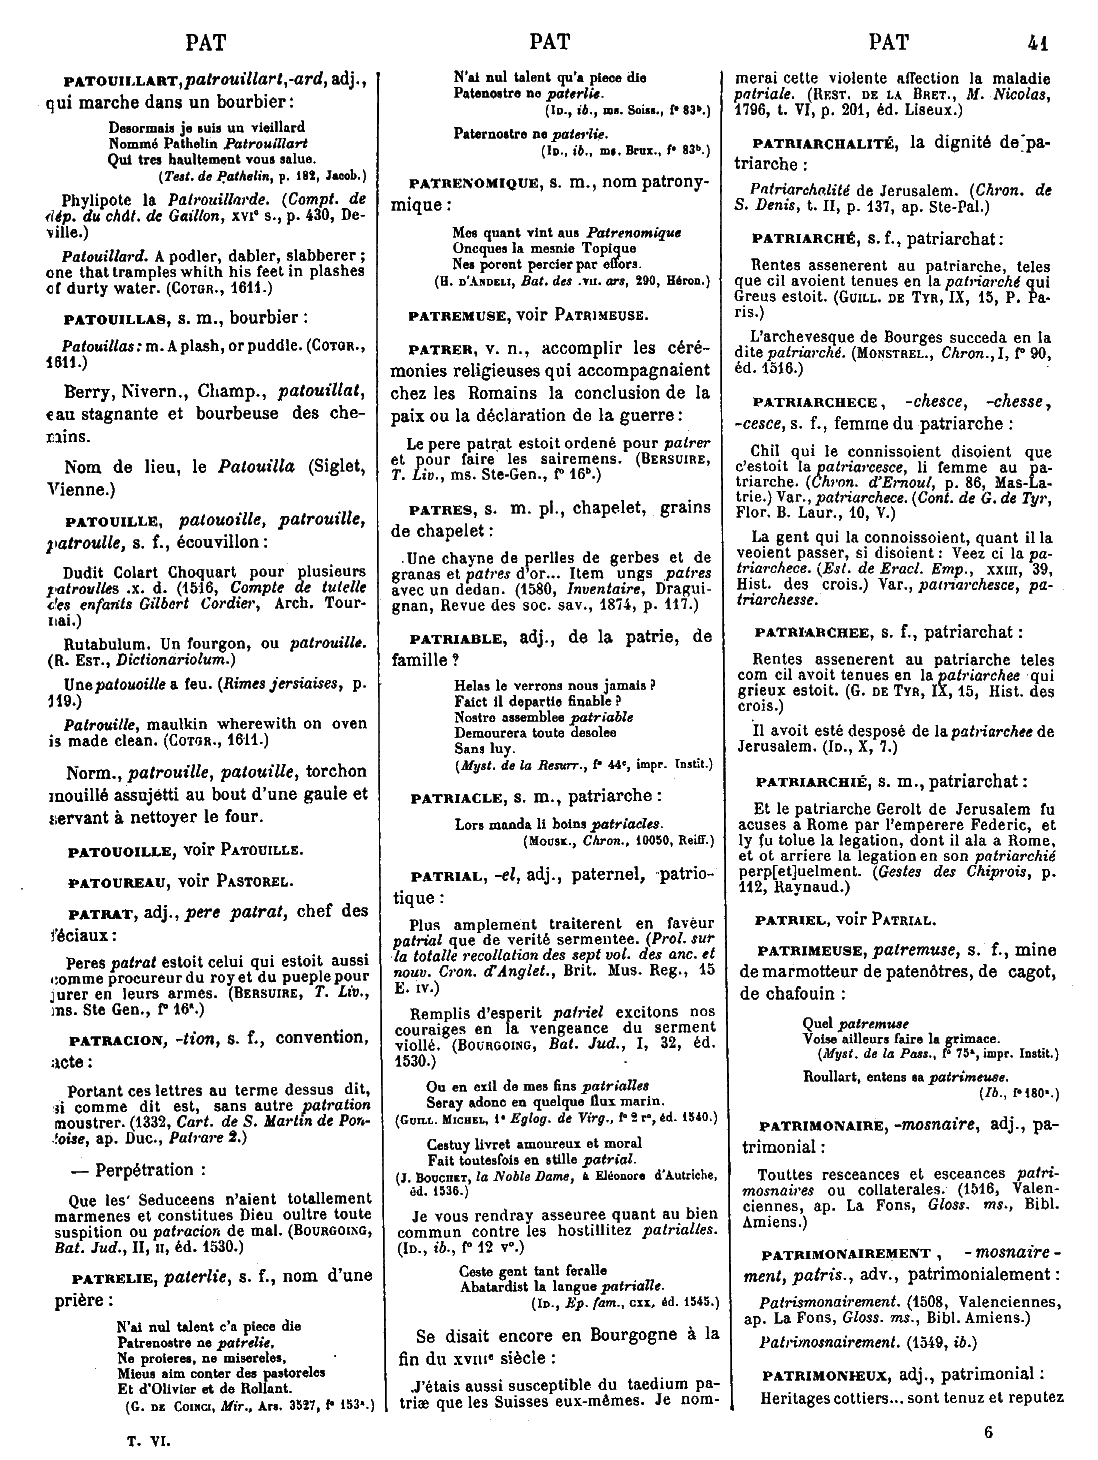 PAT PAT PAT 41
PATOUILLART, patrouillart, -ard, adj.,
qui marche dans un bourbier :
Desormais je suis un vieillard
Nommé Pathelin Patrouillart
Qui tres haultement vous salue.
(Test. de Pathelin, p. 182, Jacob.)
Phylipote la Patrouillarde. (Compt. de
dép. du chât. de Gaillon, XVIe s., p. 430, De-
ville.)
Patouillard. A podler, dabler, slabberer ;
one that tramples whith his feet in plashes
of durty water. (COTGR., 1611.)
PATOUILLAS, s. m., bourbier :
Patouillas : m. A plash, or puddle. (COTGR.,
1611.)
Berry, Nivern., Champ., patouillat,
eau stagnante et bourbeuse des che-
mins.
Nom de lieu, le Patouilla (Siglet,
Vienne.)
PATOUILLE, patouoille, patrouille,
patroulle, s. f., écouvillon :
Dudit Colart Choquart pour plusieurs
patroulles .x. d. (1516, Compte de tutelle
des enfants Gilbert Cordier, Arch. Tour-
nai.)
Rutabulum. Un fourgon, ou patrouille.
(R. EST., Dictionariolum.)
Une patouoille a feu. (Rimes jersiaises, p.
119.)
Patrouille, maulkin wherewith on oven
is made clean. (COTGR., 1611.)
Norm., patrouille, patouille, torchon
mouillé assujétti au bout d'une gaule et
servant à nettoyer le four.
PATOUOILLE, voir PATOUILLE.
PATOUREAU, voir PASTOREL.
PATRAT, adj., pere patrat, chef des
féciaux :
Peres patrat estoit celui qui estoit aussi
comme procureur du roy et du pueple pour
jurer en leurs armes. (BERSUIRE, T. Liv.,
ms. Ste Gen., f° 16a.)
PATRACION, -tion, s. f., convention,
acte :
Portant ces lettres au terme dessus dit,
si comme dit est, sans autre patration
moustrer. (1332, Cart. de S. Martin de Pon-
toise, ap. Duc., Patrare 2.)
— Perpétration :
Que les Seduceens n'aient totallement
marmenes et constitues Dieu oultre toute
suspition ou patracion de mal. (BOURGOING,
Bat. Jud., II, II, éd. 1530.)
PATRELIE, paterlie, s. f., nom d'une
prière :
N'ai nul talent c'a piece die
Patrenostre ne patrelie,
Ne proieres, ne misereles,
Mieus aim conter des pastoreles
Et d'Olivier et de Rollant.
(G. DE COINCI, Mir., Ars. 3527, f° 153a.)
T. VI.
N'ai nul talent qu'a piece die
Patenostre ne paterlie.
(ID., ib., ms. Soiss., f° 83b.)
Paternostre ne paterlie.
(ID., ib., ms. Brux., f° 83b.)
PATRENOMIQUE, s. m., nom patrony-
mique :
Mes quant vint aus Patrenomique
Oncques la mesnie Topique
Nes porent percier par effors.
(H. D'ANDELI, Bat. des .VII. ars, 290, Héron.)
PATREMUSE, voir PATRIMEUSE.
PATRER, v. n., accomplir les céré-
monies religieuses qui accompagnaient
chez les Romains la conclusion de la
paix ou la déclaration de la guerre :
Le pere patrat estoit ordené pour patrer
et pour faire les sairemens. (BERSUIRE,
T. Liv., ms. Ste-Gen., f° 16b.)
PATRES, s. m. pl., chapelet, grains
de chapelet :
Une chayne de perlles de gerbes et de
granas et patres d'or... Item ungs patres
avec un dedan. (1580, Inventaire, Dragui-
gnan, Revue des soc. sav., 1874, p. 117.)
PATRIABLE, adj., de la patrie, de
famille ?
Helas le verrons nous jamais ?
Faict il departie finable ?
Nostre assemblee patriable
Demourera toute desolee
Sans luy.
(Myst. de la Resurr., f° 44c, impr. Instit.)
PATRIACLE, s. m., patriarche :
Lors manda li boins patriacles.
(MOUSK., Chron., 10050, Reiff.)
PATRIAL, -el, adj., paternel, patrio-
tique :
Plus amplement traiterent en faveur
patrial que de verité sermentee. (Prol. sur
la totalle recollation des sept vol. des anc. et
nouv. Cron. d'Anglet., Brit. Mus. Reg., 15
E. IV.)
Remplis d'esperit patriel excitons nos
couraiges en la vengeance du serment
viollé. (BOURGOING, Bat. Jud., I, 32, éd.
1530.)
Ou en exil de mes fins patrialles
Seray adonc en quelque flux marin.
(GUILL. MICHEL, 1e Eglog. de Virg., f° 2 r°, éd. 1540.)
Cestuy livret amoureux et moral
Fait toutesfois en stille patrial.
(J. BOUCHET, la Noble Dame, à Eléonore d'Autriche,
éd. 1536.)
Je vous rendray asseuree quant au bien
commun contre les hostillitez patrialles.
(ID., ib., f° 12 v°.)
Ceste gent tant feralle
Abatardist la langue patrialle.
(ID., Ep. fam., CXX, éd. 1545.)
Se disait encore en Bourgogne à la
fin du XVIIIe siècle :
J'étais aussi susceptible du taedium pa-
triæ que les Suisses eux-mêmes. Je nom-
merai cette violente affection la maladie
patriale. (REST. DE LA BRET., M. Nicolas,
1796, t. VI, p. 201, éd. Liseux.)
PATRIARCHALITÉ, la dignité de pa-
triarche :
Patriarchalité de Jerusalem. (Chron. de
S. Denis, t. II, p. 137, ap. Ste-Pal.)
PATRIARCHÉ, s. f., patriarchat :
Rentes assenerent au patriarche, teles
que cil avoient tenues en la patriarché qui
Greus estoit. (GUILL. DE TYR, IX, 15, P. Pa-
ris.)
L'archevesque de Bourges succeda en la
dite patriarché. (MONSTREL., Chron., I, f° 90,
éd. 1516.)
PATRIARCHECE, -chesce, -chesse,
-cesce, s. f., femme du patriarche :
Chil qui le connissoient disoient que
c'estoit la patriarcesce, li femme au pa-
triarche. (Chron. d'Ernoul, p. 86, Mas-La-
trie.) Var., patriarchece. (Cont. de G. de Tyr,
Flor. B. Laur., 10, V.)
La gent qui la connoissoient, quant il la
veoient passer, si disoient : Veez ci la pa-
triarchece. (Est. de Eracl. Emp., XXIII, 39,
Hist. des crois.) Var., patriarchesce, pa-
triarchesse.
PATRIARCHEE, s. f., patriarchat :
Rentes assenerent au patriarche teles
com cil avoit tenues en la patriarchee qui
grieux estoit. (G. DE TYR, IX, 15, Hist. des
crois.)
Il avoit esté desposé de la patriarchee de
Jerusalem. (ID., X, 7.)
PATRIARCHIÉ, s. m., patriarchat :
Et le patriarche Gerolt de Jerusalem fu
acuses a Rome par l'emperere Federic, et
ly fu tolue la legation, dont il ala a Rome,
et ot arriere la legation en son patriarchié
perp[et]uelment. (Gestes des Chiprois, p.
112, Raynaud.)
PATRIEL, voir PATRIAL.
PATRIMEUSE, patremuse, s. f., mine
de marmotteur de patenôtres, de cagot,
de chafouin :
Quel patremuse
Voise ailleurs faire la grimace.
(Myst. de la Pass., f° 75a, impr. Instit.)
Roullart, entens sa patrimeuse.
(Ib., f° 180a.)
PATRIMONAIRE, -mosnaire, adj., pa-
trimonial :
Touttes resceances et esceances patri-
mosnaires ou collaterales. (1516, Valen-
ciennes, ap. La Fons, Gloss. ms., Bibl.
Amiens.)
PATRIMONAIREMENT, -mosnaire-
ment, patris., adv., patrimonialement :
Patrismonairement. (1508, Valenciennes,
ap. La Fons, Gloss. ms., Bibl. Amiens.)
Patrimosnairement. (1549, ib.)
PATRIMONIEUX, adj., patrimonial :
Heritages cottiers... sont tenuz et reputez
6